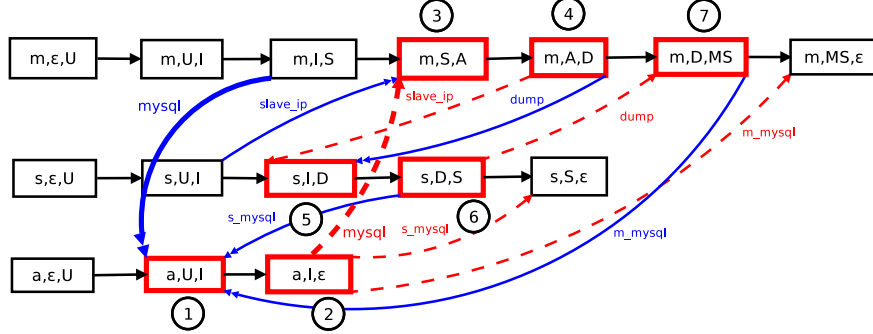 3
4
7
m,ε,U
m,U,I
m,I,S
m,S,A
m,A,D
m,D,MS
m,MS,ε
mysql
slave_ip
slave_ip
dump
dump
m_mysql
s,ε,U
s,U,I
s,I,D
s,D,S
s,S,ε
s_mysql
5
mysql
s_mysql
6
m_mysql
a,ε,U
a,U,I
a,I,ε
1
2